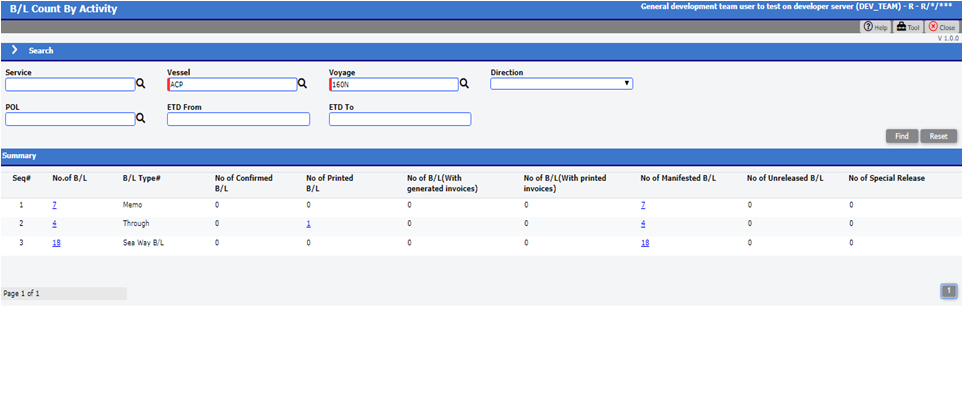 B/L Count By Activity
General development team user to test on developer server (DEV_TEAM) - R - R/*/***
Help Tool Close
V 1.0.0
Search
Service Vessel Voyage Direction
ACP 160N
POL ETD From ETD To
Find Reset
Summary
Seq# No.of B/L B/L Type# No of Confirmed B/L No of Printed B/L No of B/L(With generated invoices) No of B/L(With printed invoices) No of Manifested B/L No of Unreleased B/L No of Special Release
1 7 Memo 0 0 0 0 7 0 0
2 4 Through 0 1 0 0 4 0 0
3 18 Sea Way B/L 0 0 0 0 18 0 0
Page 1 of 1
1